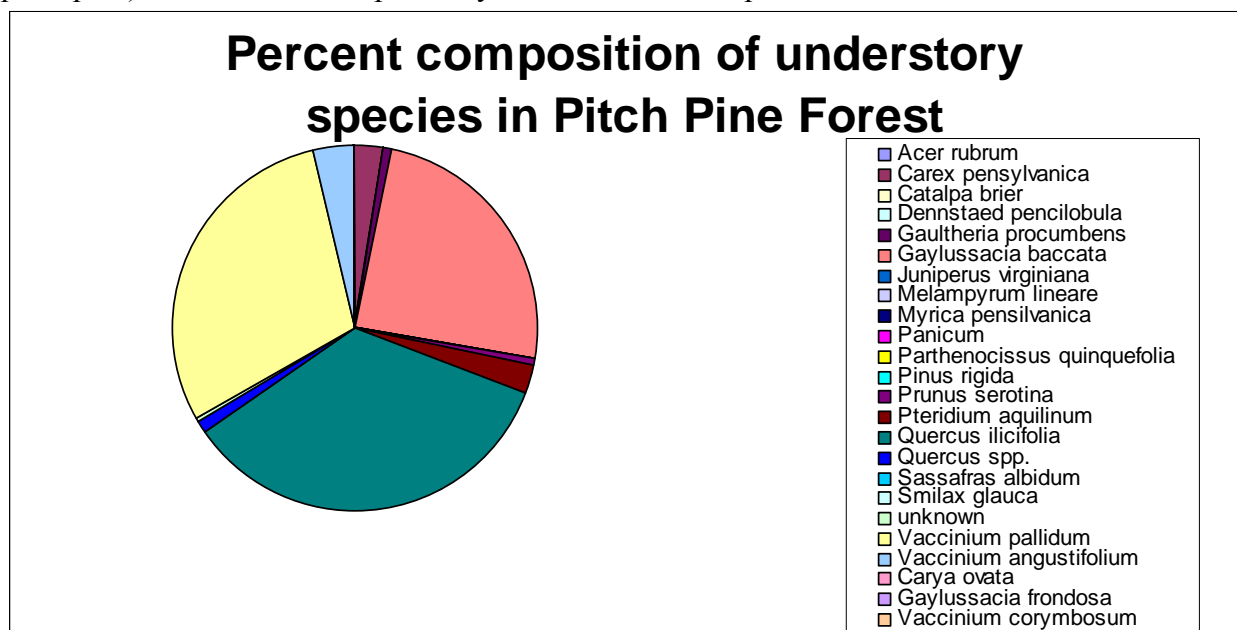 Percent composition of understory
species in Pitch Pine Forest
Acer rubrum
Carex pensylvanica
Catalpa brier
Dennstaed pencilobula
Gaultheria procumbens
Gaylussacia baccata
Juniperus virginiana
Melampyrum lineare
Myrica pensilvanica
Panicum
Parthenocissus quinquefolia
Pinus rigida
Prunus serotina
Pteridium aquilinum
Quercus ilicifolia
Quercus spp.
Sassafras albidum
Smilax glauca
unknown
Vaccinium pallidum
Vaccinium angustifolium
Carya ovata
Gaylussacia frondosa
Vaccinium corymbosum